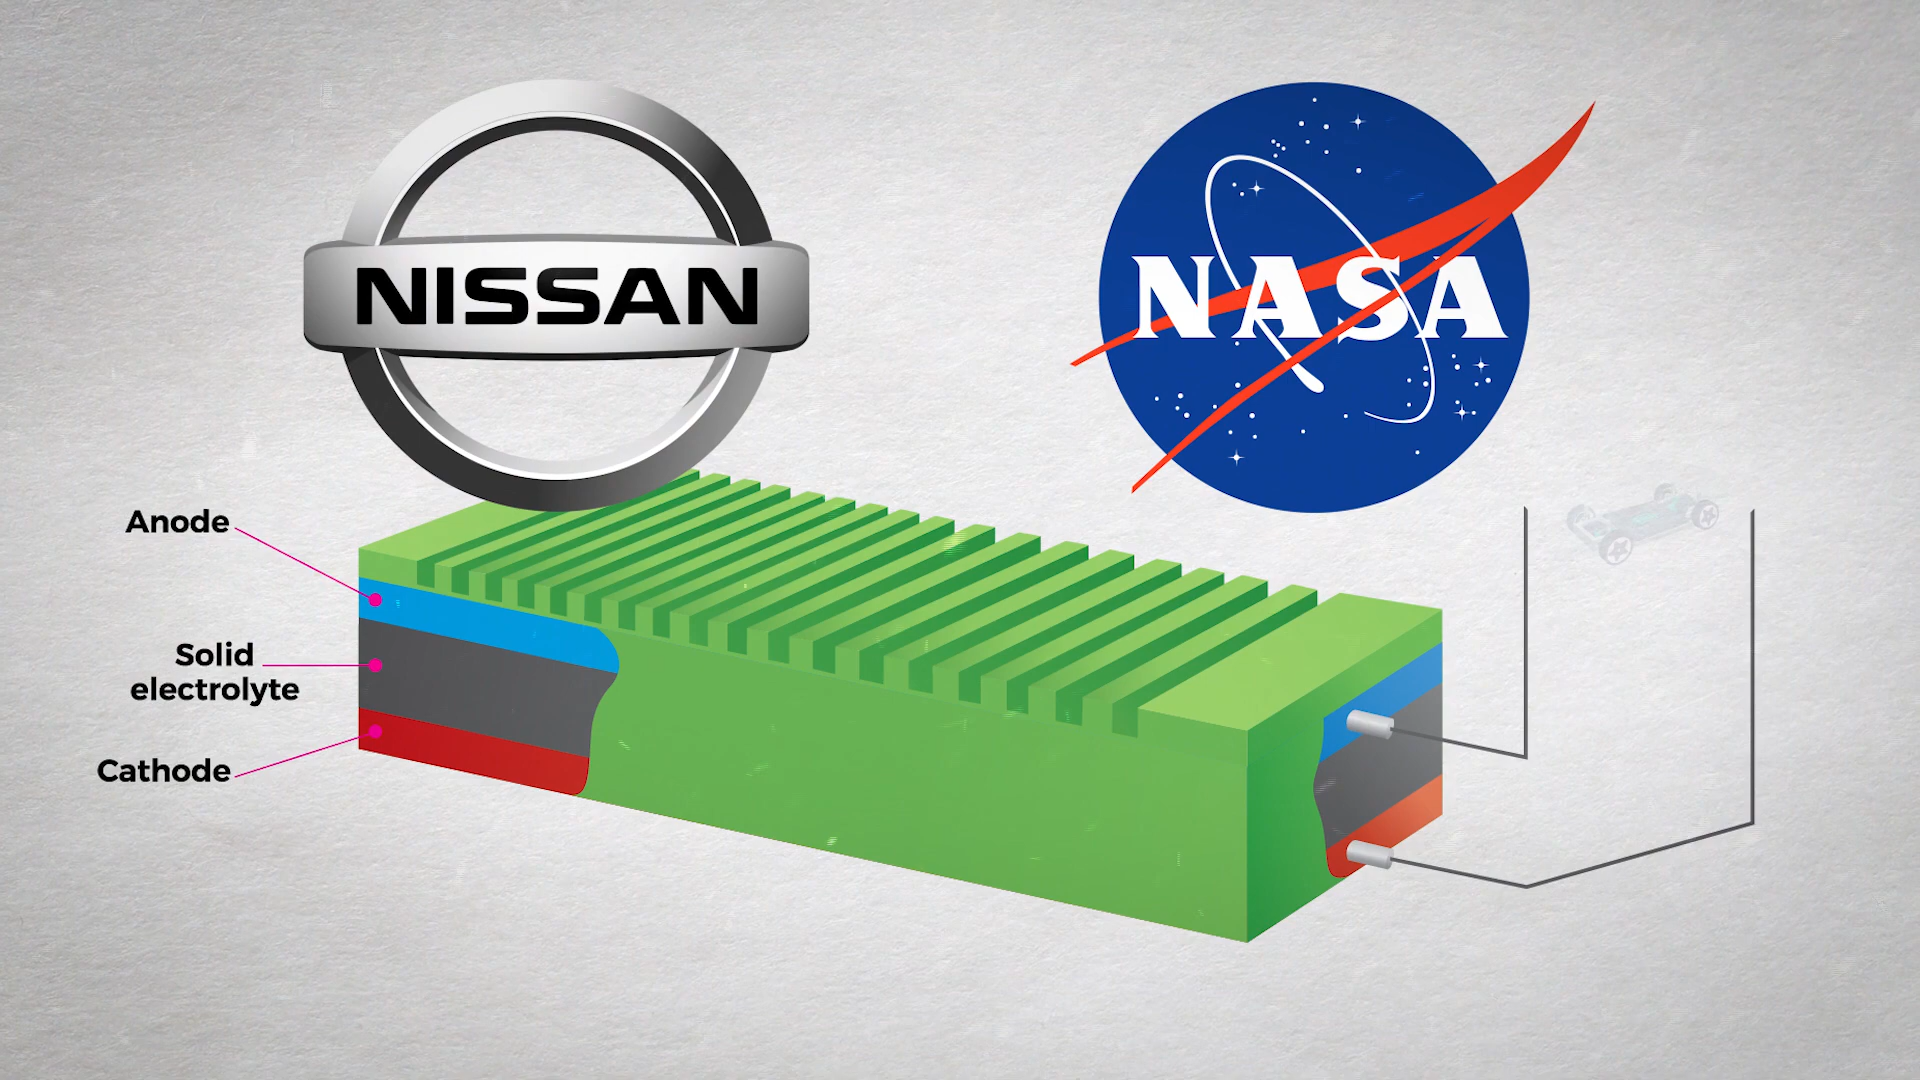 NISSAN
NASA
Anode
Solid
electrolyte
Cathode